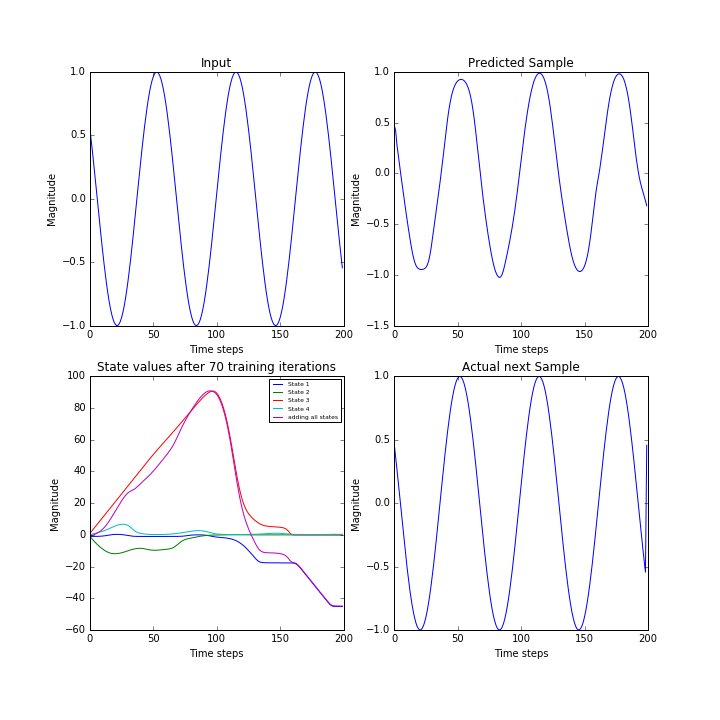 Input
1.0
0.5
0.0
−0.5
−1.0
Magnitude
0
50
100
150
200
Time steps
Predicted Sample
1.0
0.5
0.0
−0.5
−1.0
−1.5
Magnitude
0
50
100
150
200
Time steps
State values after 70 training iterations
100
80
60
40
20
0
−20
−40
−60
Magnitude
State 1
State 2
State 3
State 4
adding all states
0
50
100
150
200
Time steps
Actual next Sample
1.0
0.5
0.0
−0.5
−1.0
Magnitude
0
50
100
150
200
Time steps